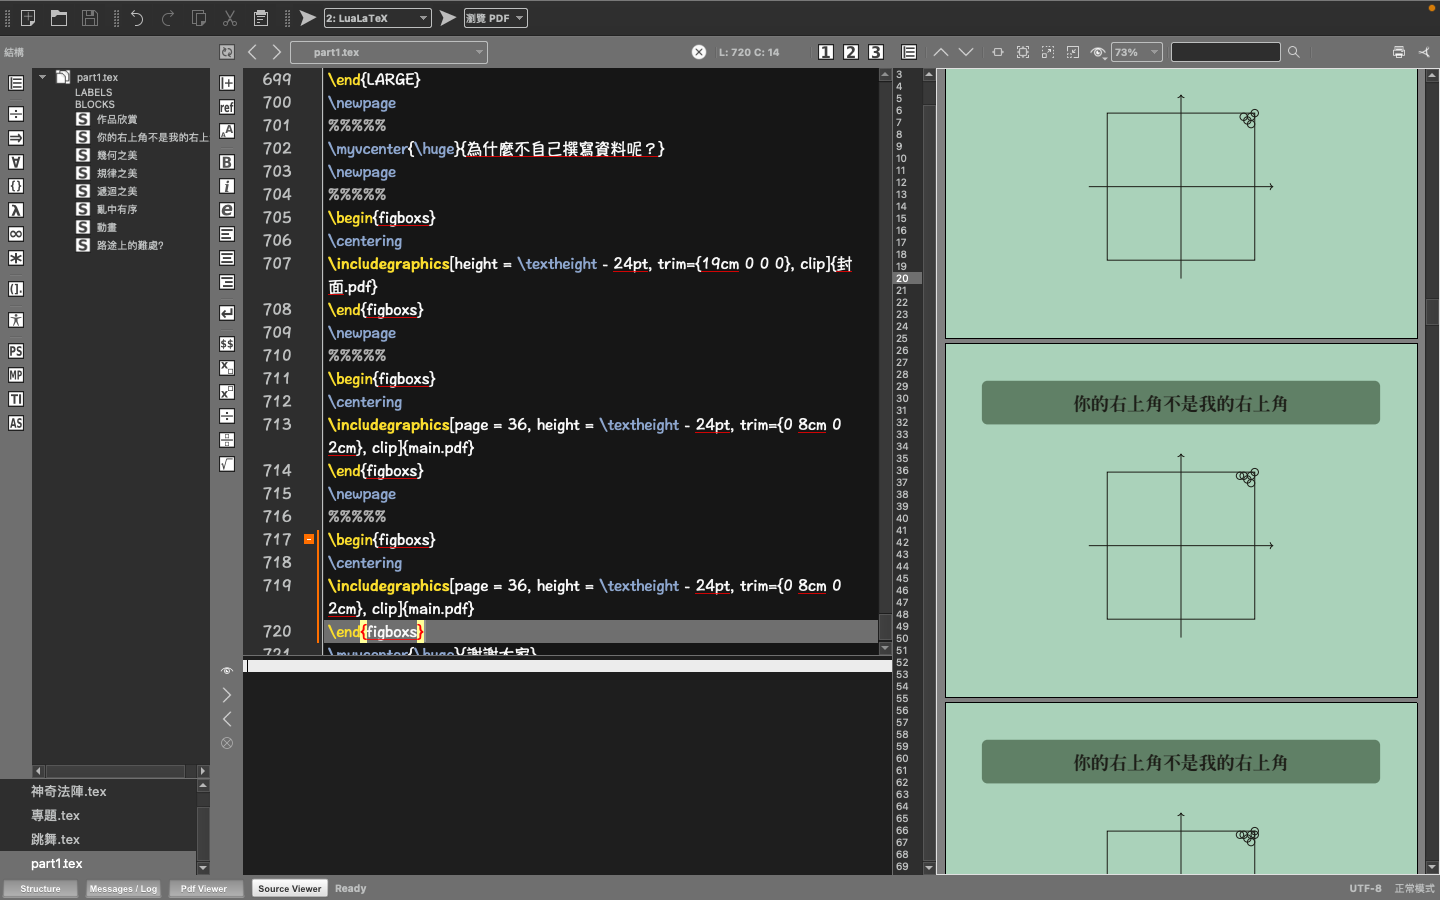 2: LuaLaTeX
瀏覽 PDF
結構
part1.tex
L: 720 C: 14
1 2 3
73%
part1.tex
LABELS
BLOCKS
作品欣賞
你的右上角不是我的右上
幾何之美
規律之美
遞迴之美
亂中有序
動畫
路途上的難處?
神奇法陣.tex
專題.tex
跳舞.tex
part1.tex
699 \end{LARGE}
700 \newpage
701 %%%%%
702 \myvcenter{\huge}{為什麼不自己撰寫資料呢？}
703 \newpage
704 %%%%%
705 \begin{figboxs}
706 \centering
707 \includegraphics[height = \textheight - 24pt, trim={19cm 0 0 0}, clip]{封
面.pdf}
708 \end{figboxs}
709 \newpage
710 %%%%%
711 \begin{figboxs}
712 \centering
713 \includegraphics[page = 36, height = \textheight - 24pt, trim={0 8cm 0
2cm}, clip]{main.pdf}
714 \end{figboxs}
715 \newpage
716 %%%%%
717 \begin{figboxs}
718 \centering
719 \includegraphics[page = 36, height = \textheight - 24pt, trim={0 8cm 0
2cm}, clip]{main.pdf}
720 \end{figboxs}
721 \myvcenter{\huge}{謝謝大家}
3
4
5
6
7
8
9
10
11
12
13
14
15
16
17
18
19
20
21
22
23
24
25
26
27
28
29
30
31
32
33
34
35
36
37
38
39
40
41
42
43
44
45
46
47
48
49
50
51
52
53
54
55
56
57
58
59
60
61
62
63
64
65
66
67
68
69
你的右上角不是我的右上角
你的右上角不是我的右上角
Structure
Messages / Log
Pdf Viewer
Source Viewer
Ready
UTF-8
正常模式